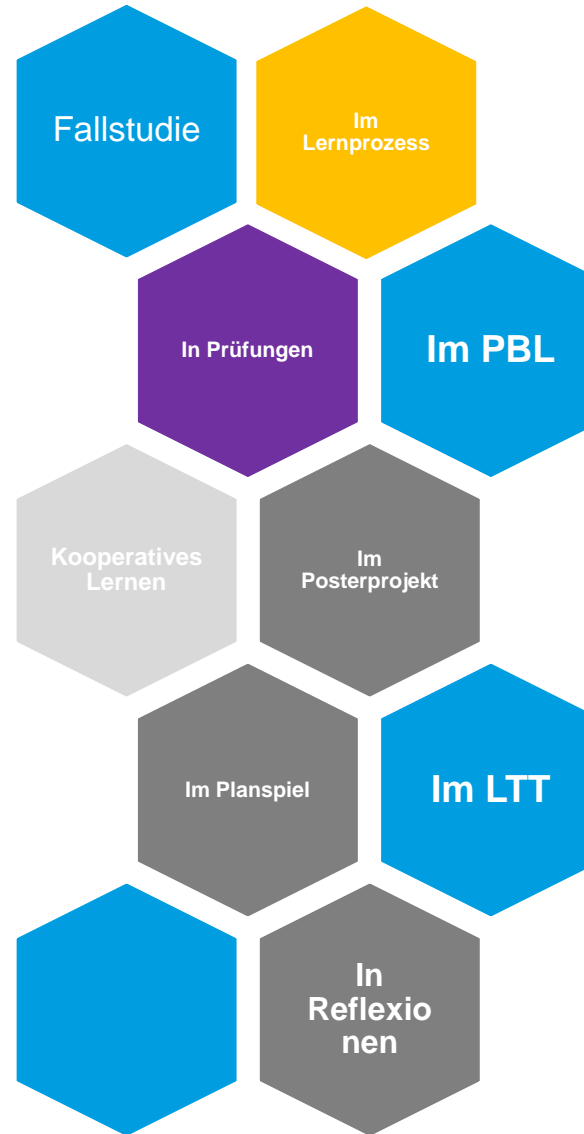 Fallstudie
Im
Lernprozess
In Prüfungen
Im PBL
Kooperatives
Lernen
Im
Posterprojekt
Im Planspiel
Im LTT
In
Reflexio
nen